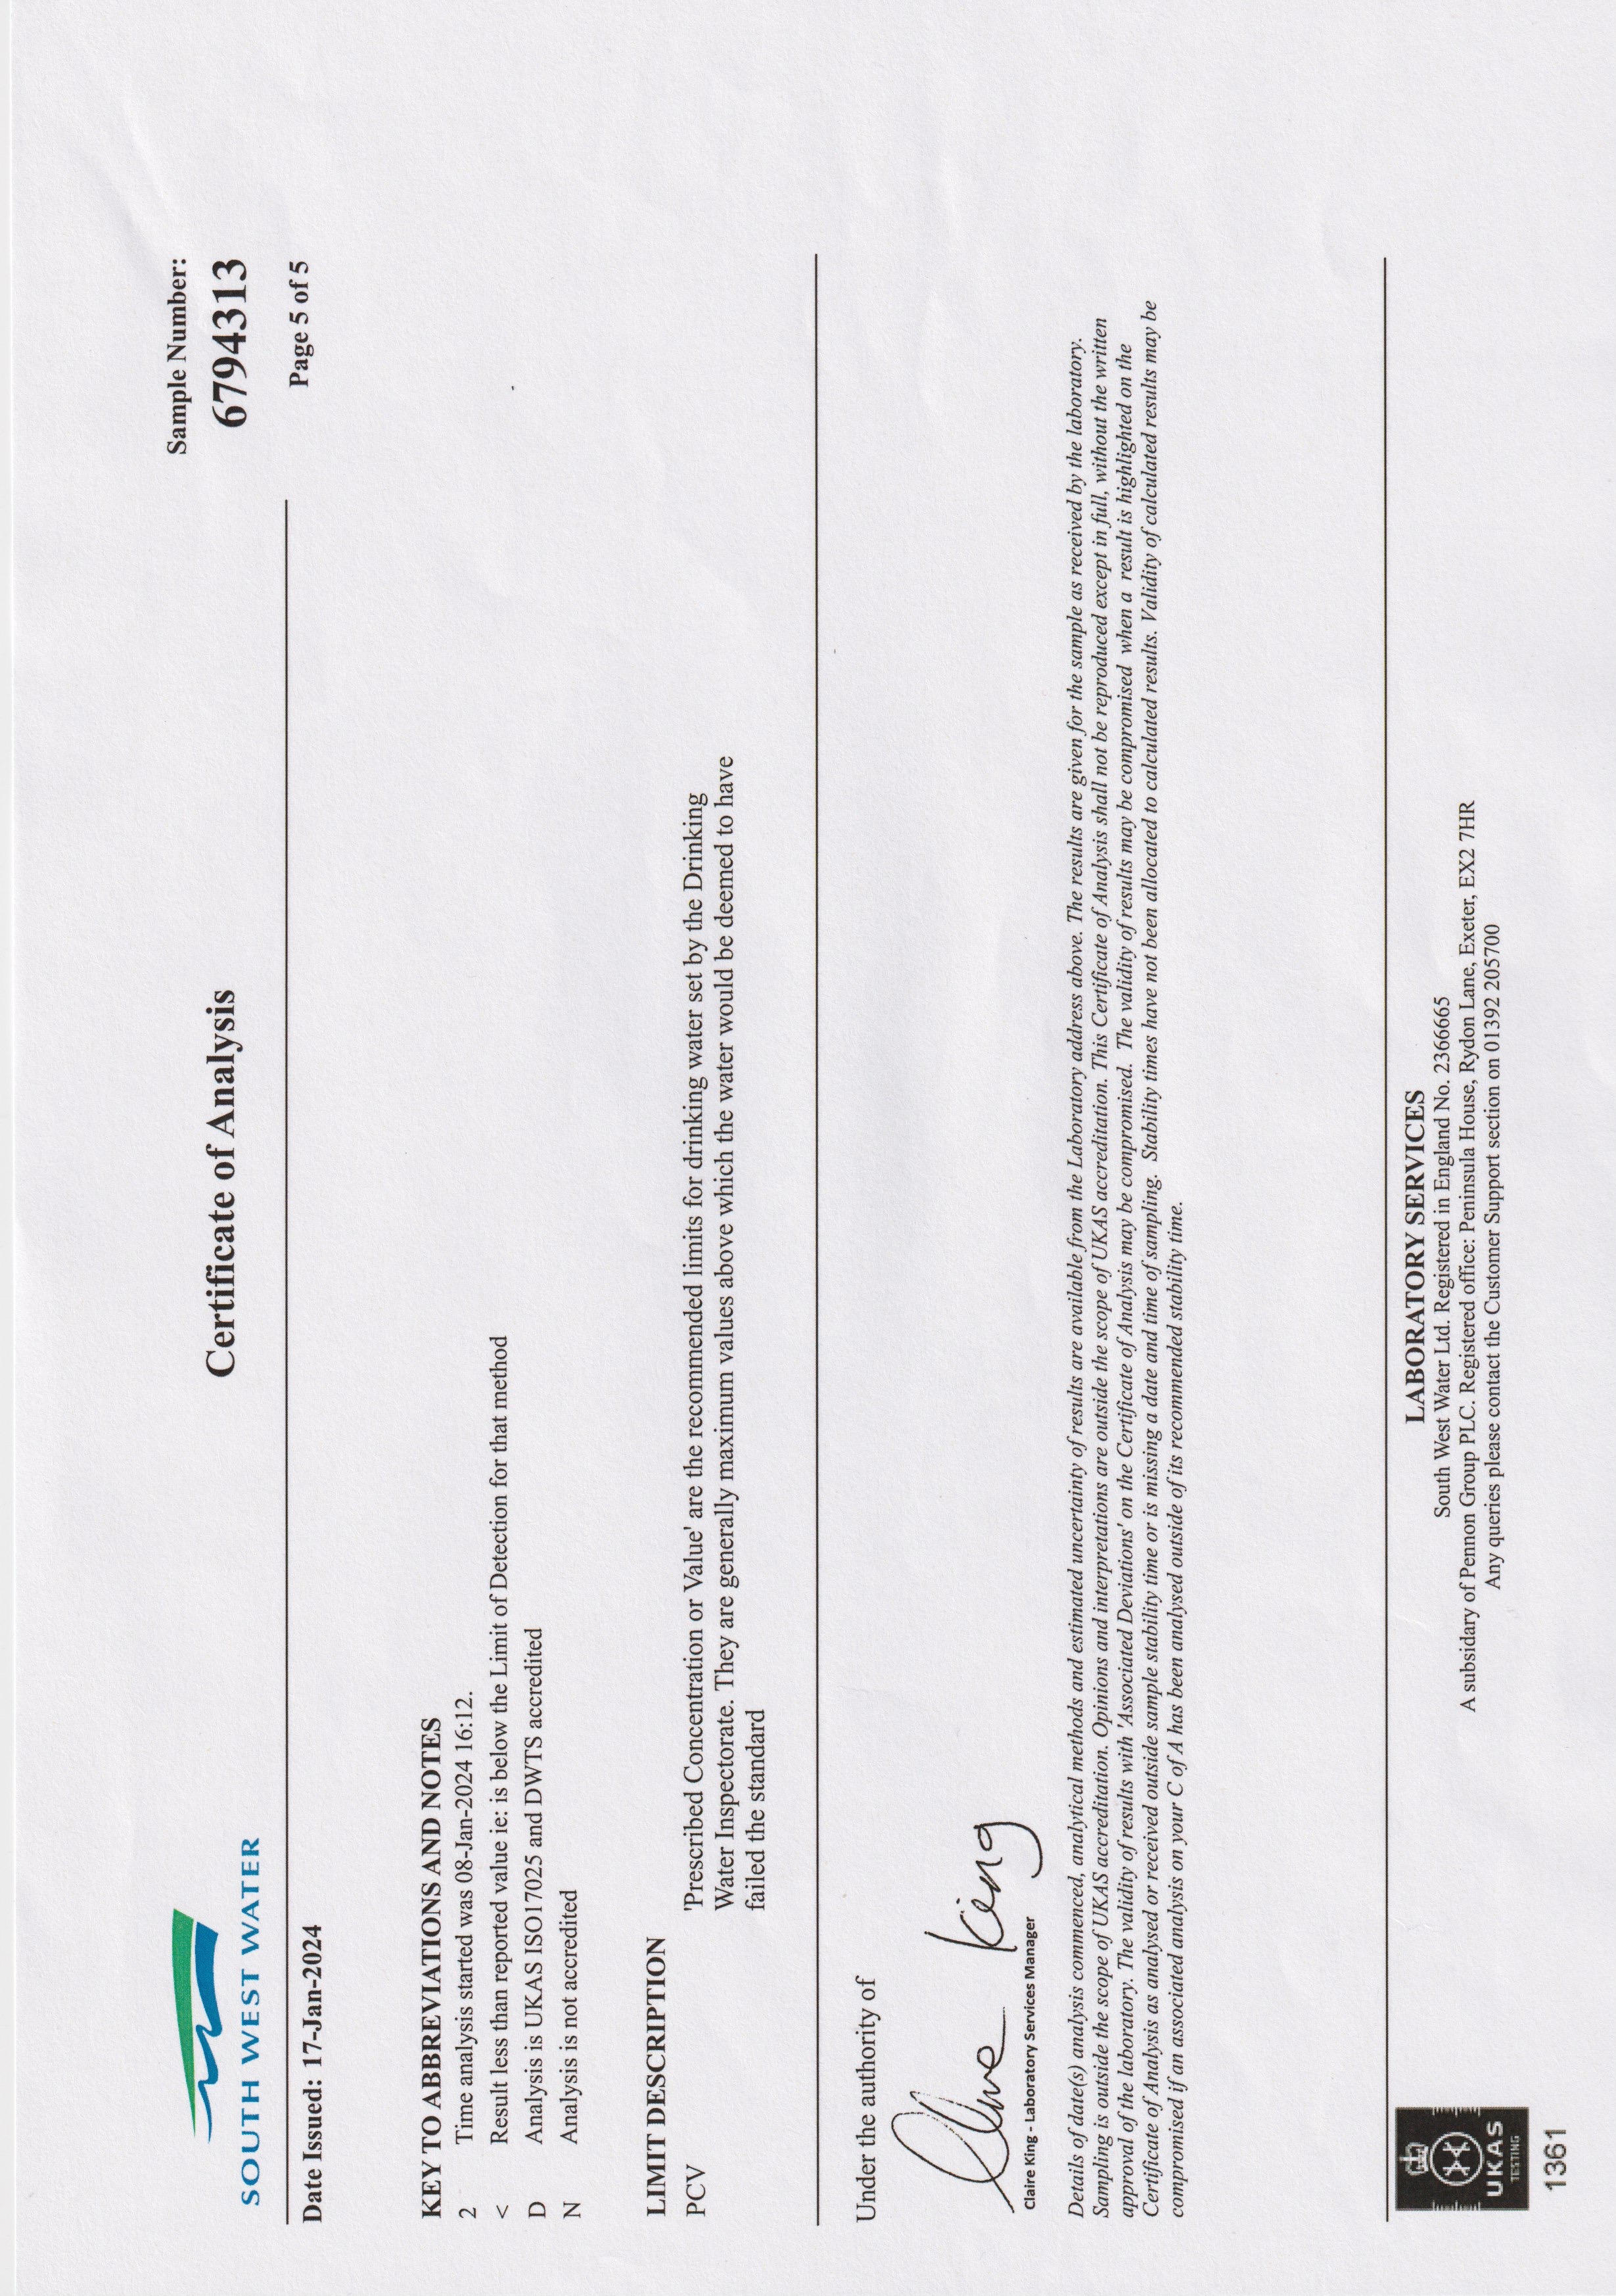 SOUTH WEST WATER
Certificate of Analysis
Sample Number:
6794313
Date Issued: 17-Jan-2024
Page 5 of 5
KEY TO ABBREVIATIONS AND NOTES
2 Time analysis started was 08-Jan-2024 16:12.
< Result less than reported value ie: is below the Limit of Detection for that method
D Analysis is UKAS ISO17025 and DWTS accredited
N Analysis is not accredited
LIMIT DESCRIPTION
PCV 'Prescribed Concentration or Value' are the recommended limits for drinking water set by the Drinking
Water Inspectorate. They are generally maximum values above which the water would be deemed to have
failed the standard
Under the authority of
Claire King
Claire King - Laboratory Services Manager
Details of date(s) analysis commenced, analytical methods and estimated uncertainty of results are available from the Laboratory address above. The results are given for the sample as received by the laboratory.
Sampling is outside the scope of UKAS accreditation. Opinions and interpretations are outside the scope of UKAS accreditation. This Certificate of Analysis shall not be reproduced except in full, without the written
approval of the laboratory. The validity of results with 'Associated Deviations' on the Certificate of Analysis may be compromised. The validity of results may be compromised when a result is highlighted on the
Certificate of Analysis as analysed or received outside sample stability time or is missing a date and time of sampling. Stability times have not been allocated to calculated results. Validity of calculated results may be
compromised if an associated analysis on your C of A has been analysed outside of its recommended stability time.
LABORATORY SERVICES
South West Water Ltd. Registered in England No. 2366665
A subsidary of Pennon Group PLC. Registered office: Peninsula House, Rydon Lane, Exeter, EX2 7HR
Any queries please contact the Customer Support section on 01392 205700
UKAS
TESTING
1361